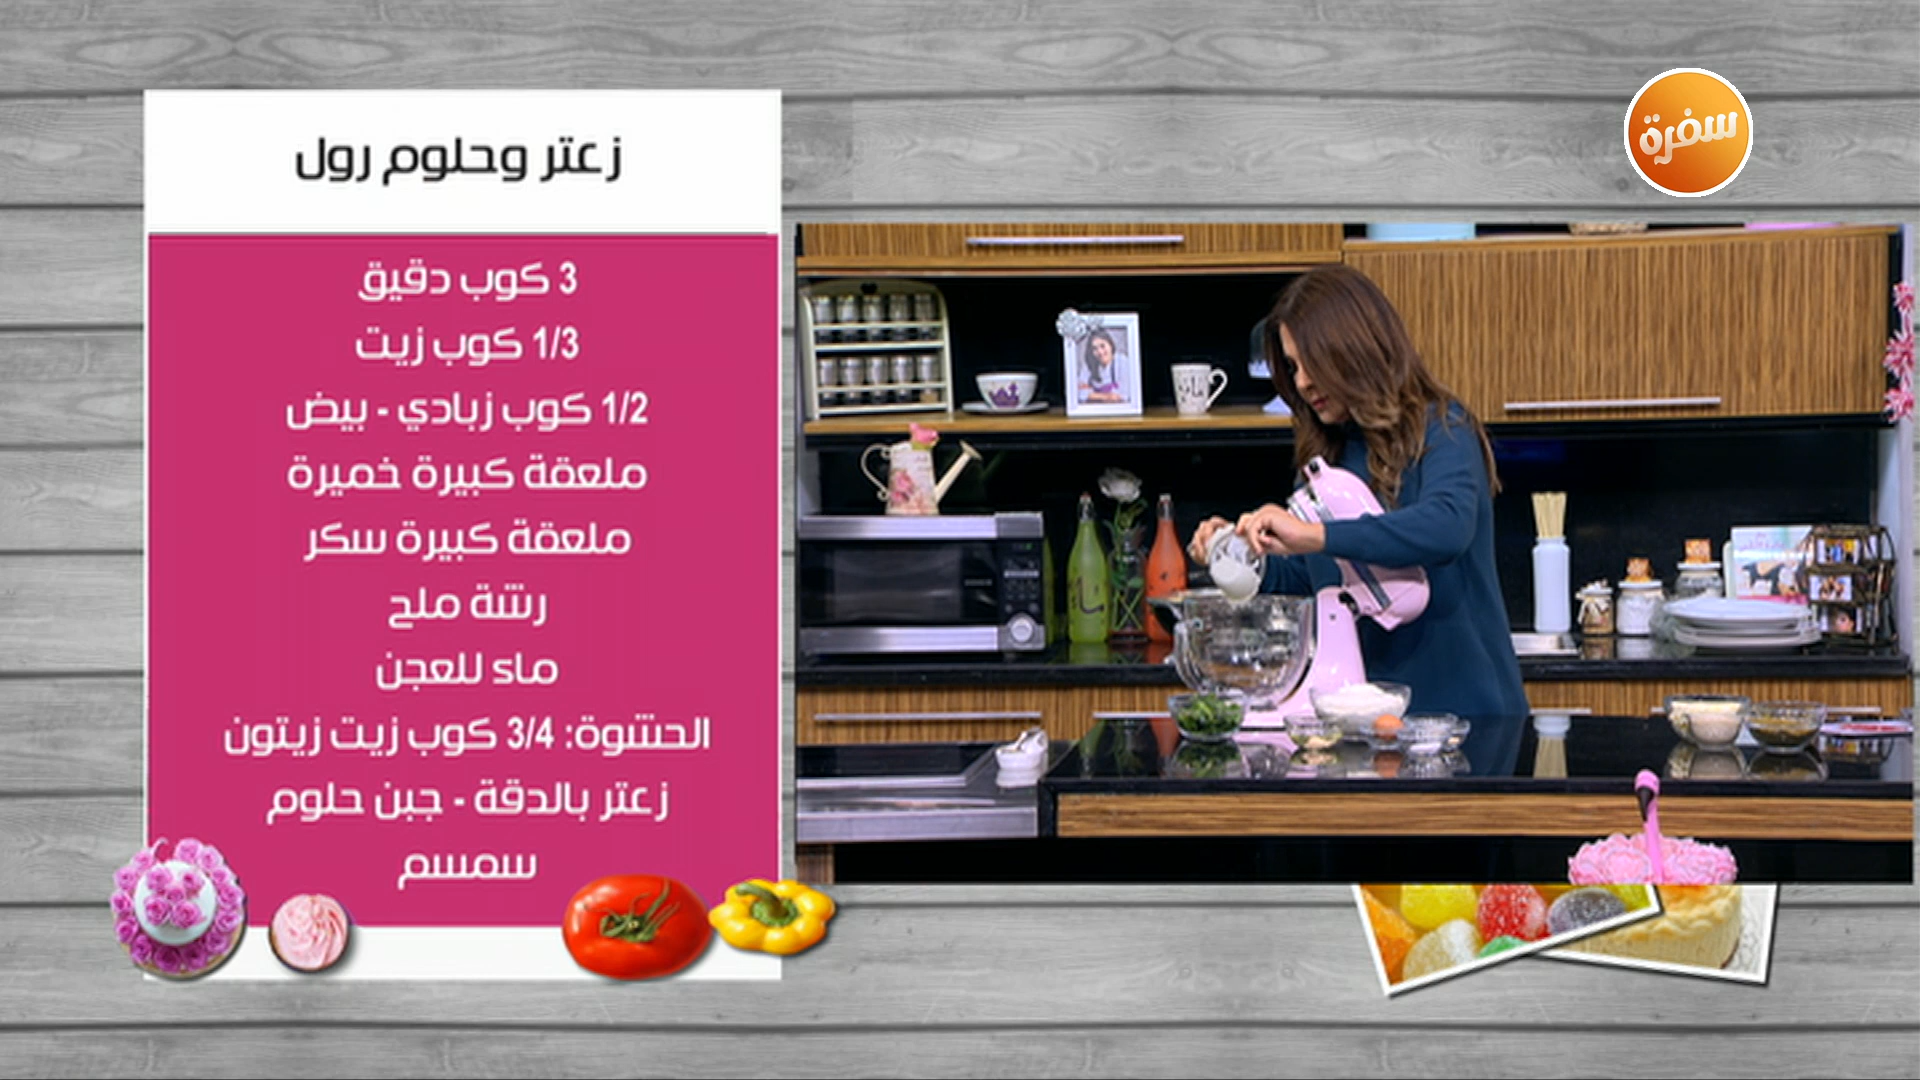 سفرة
زعتر وحلوم رول
3 كوب دقيق
1/3 كوب زيت
1/2 كوب زبادي - بيض
ملعقة كبيرة خميرة
ملعقة كبيرة سكر
رشة ملح
ماء للعجن
الحشوة: 3/4 كوب زيت زيتون
زعتر بالدقة - جبن حلوم
سمسم